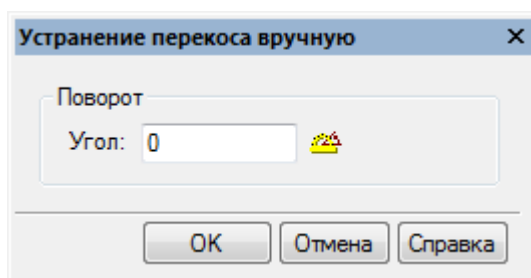 Устранение перекоса вручную
Поворот
Угол: 0
OK Отмена Справка